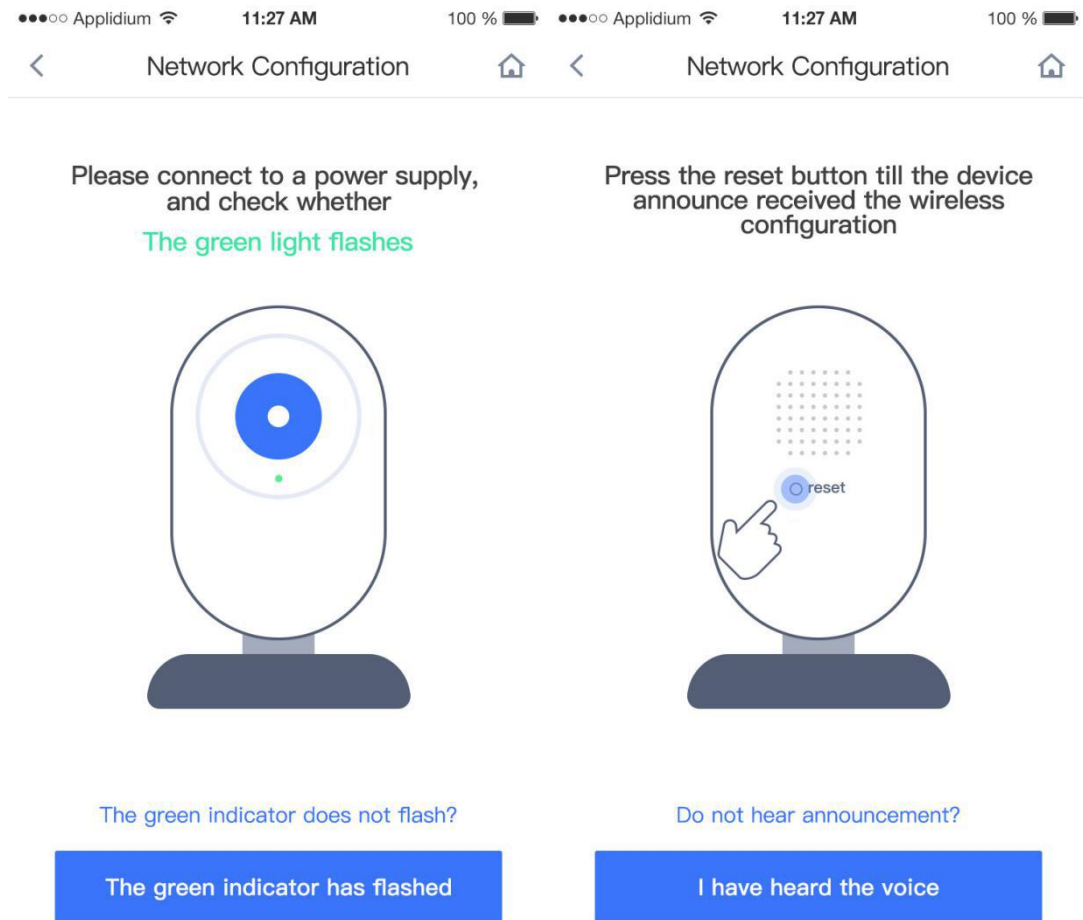 Applidium 11:27 AM 100 %
Network Configuration
Please connect to a power supply,
and check whether
The green light flashes
The green indicator does not flash?
The green indicator has flashed
Applidium 11:27 AM 100 %
Network Configuration
Press the reset button till the device
announce received the wireless
configuration
reset
Do not hear announcement?
I have heard the voice